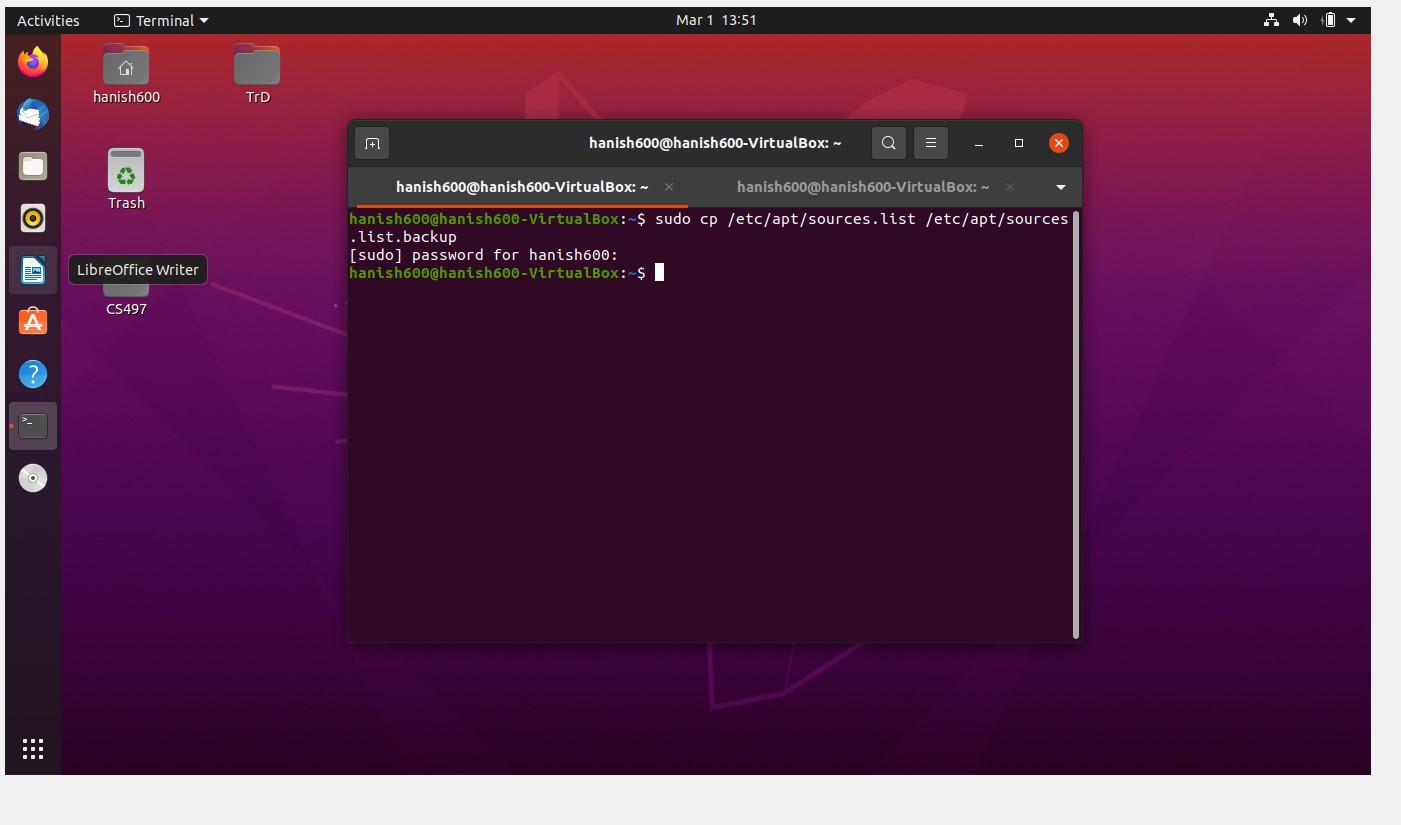 Activities
Terminal
Mar 1 13:51
hanish600
TrD
Trash
LibreOffice Writer
CS497
hanish600@hanish600-VirtualBox: ~
hanish600@hanish600-VirtualBox: ~
hanish600@hanish600-VirtualBox: ~
hanish600@hanish600-VirtualBox:~$ sudo cp /etc/apt/sources.list /etc/apt/sources
.list.backup
[sudo] password for hanish600:
hanish600@hanish600-VirtualBox:~$